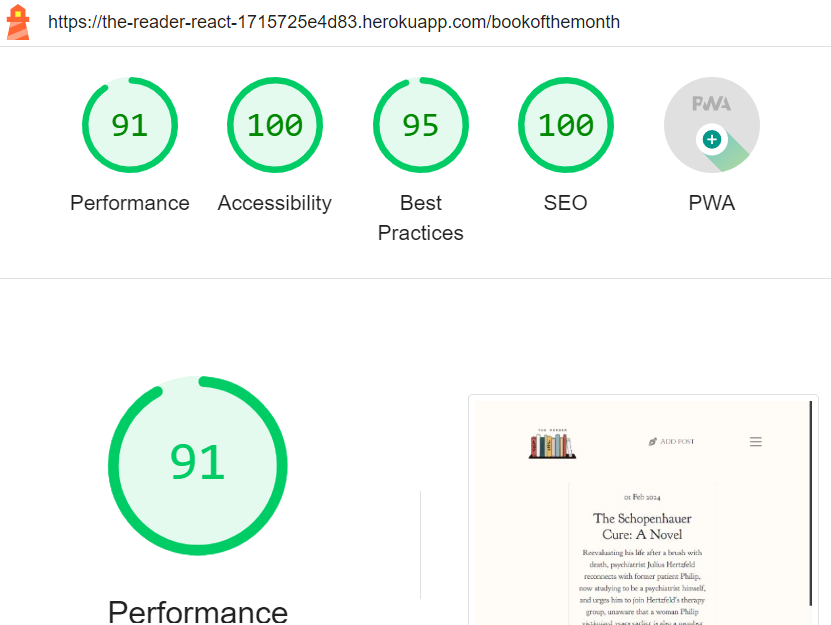 https://the-reader-react-1715725e4d83.herokuapp.com/bookofthemonth
91
100
95
100
PWA
Performance
Accessibility
Best
Practices
SEO
PWA
91
Performance
THE READER
ADD POST
01 Feb 2024
The Schopenhauer
Cure: A Novel
Reevaluating his life after a brush with
death, psychiatrist Julius Hertzfeld
reconnects with former patient Philip,
now studying to be a psychotherapist himself,
and urges him to join Hertzfeld's therapy
group, unaware that a woman Philip